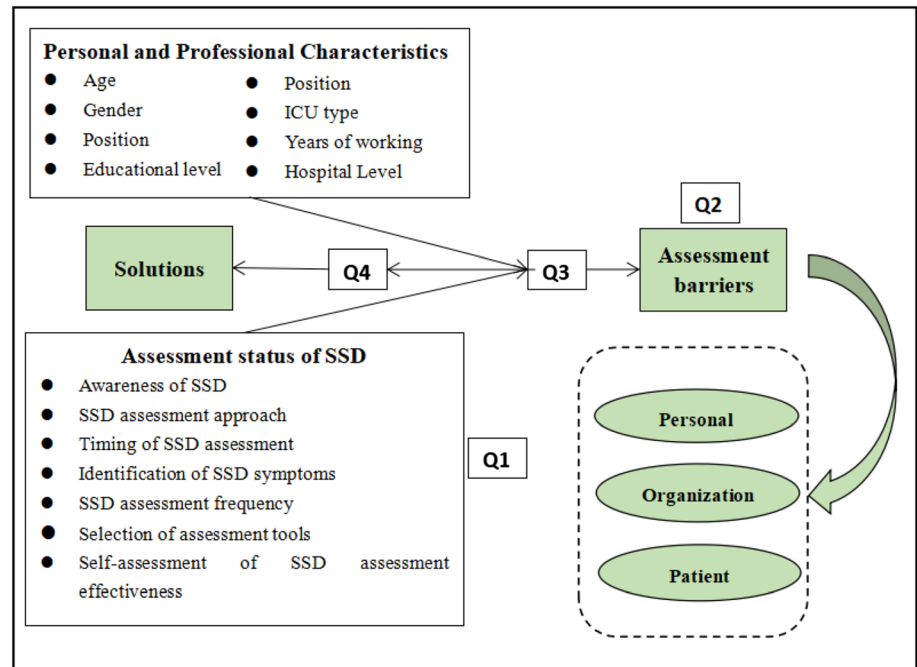 Personal and Professional Characteristics
● Age
● Gender
● Position
● Educational level
● Position
● ICU type
● Years of working
● Hospital Level
Q2
Solutions
Q4
Q3
Assessment
barriers
Assessment status of SSD
● Awareness of SSD
● SSD assessment approach
● Timing of SSD assessment
● Identification of SSD symptoms
● SSD assessment frequency
● Selection of assessment tools
● Self-assessment of SSD assessment
effectiveness
Q1
Personal
Organization
Patient